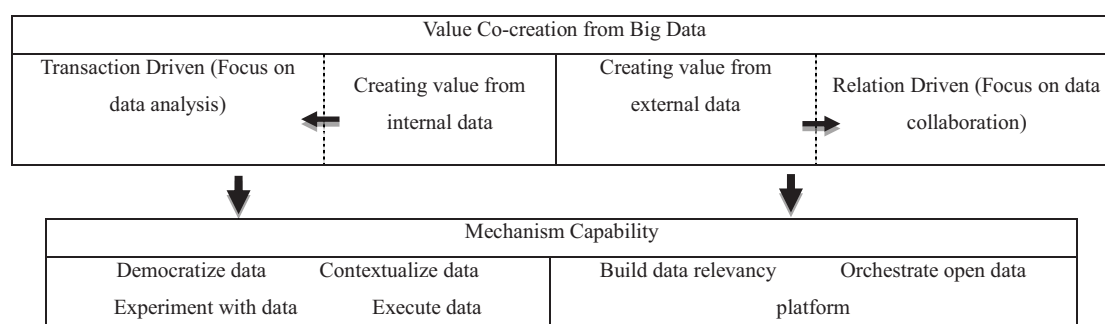 Value Co-creation from Big Data
Transaction Driven (Focus on
data analysis)
Creating value from
internal data
Creating value from
external data
Relation Driven (Focus on data
collaboration)
Mechanism Capability
Democratize data Contextualize data
Experiment with data Execute data
Build data relevancy Orchestrate open data
platform